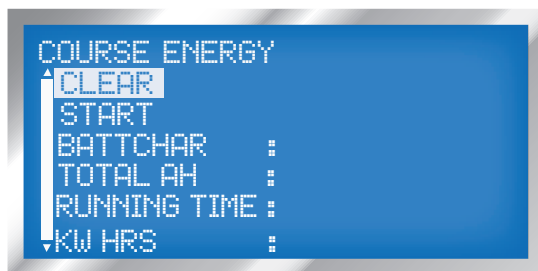 COURSE ENERGY
CLEAR
START
BATTCHAR :
TOTAL AH :
RUNNING TIME :
KW HRS :